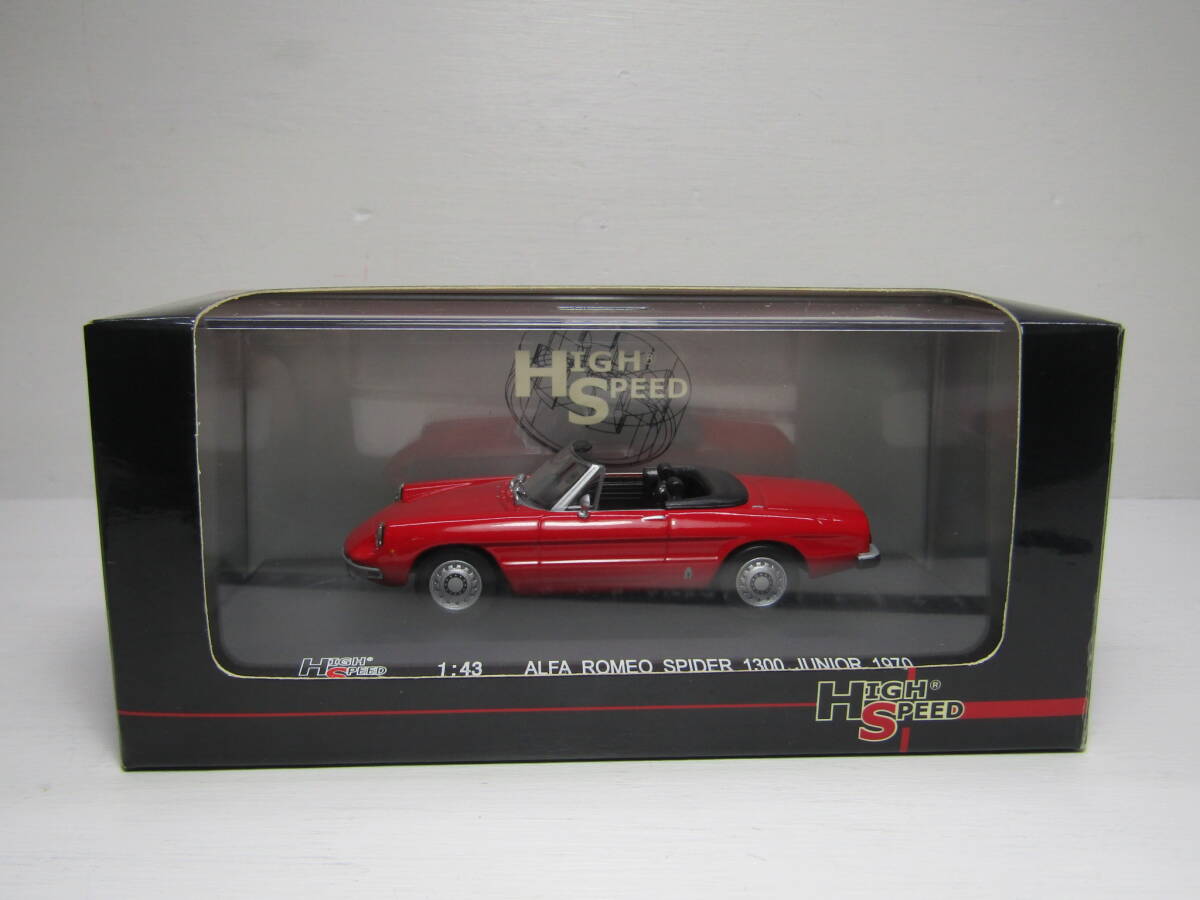 HIGH
SPEED
HIGH®
SPEED
1:43 ALFA ROMEO SPIDER 1300 JUNIOR 1970
HIGH®
SPEED